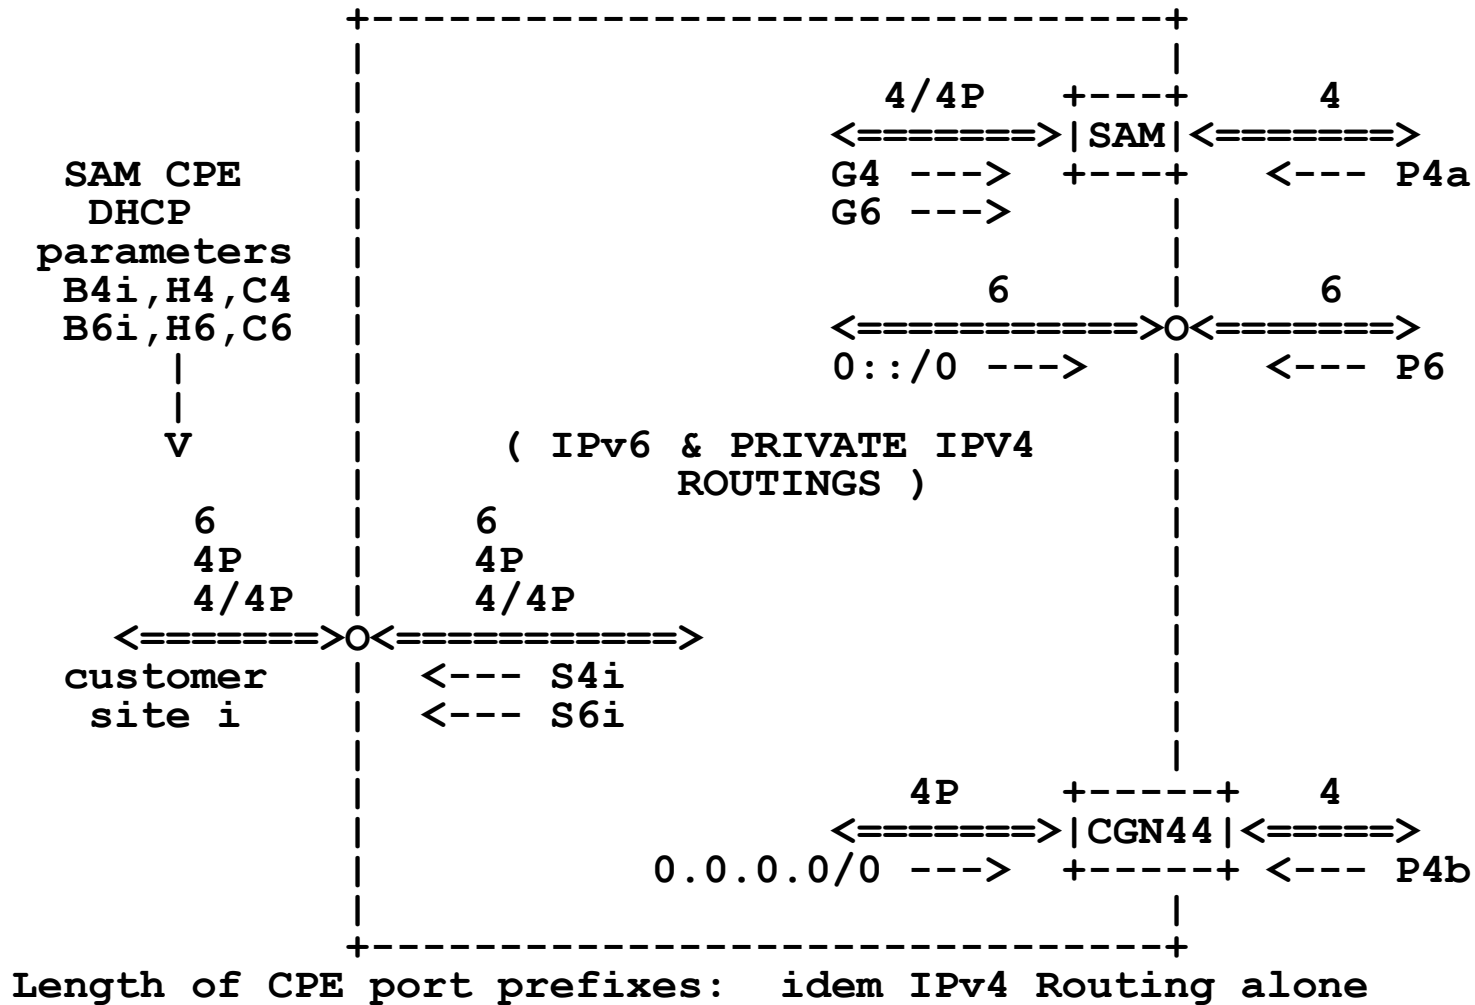 +---------------------------------+
4/4P +---+ 4
<=======>|SAM|<=======>
SAM CPE G4 ---> +---+ <--- P4a
DHCP G6 --->
parameters
B4i,H4,C4 6 6
B6i,H6,C6 <===========>O<=======>
| 0::/0 ---> <--- P6
|
V ( IPv6 & PRIVATE IPV4
ROUTINGS )
6 6
4P 4P
4/4P 4/4P
<=======>O<===========>
customer <--- S4i
site i <--- S6i
4P +-----+ 4
<=======>|CGN44|<=====>
0.0.0.0/0 ---> +-----+ <--- P4b
+---------------------------------+
Length of CPE port prefixes: idem IPv4 Routing alone